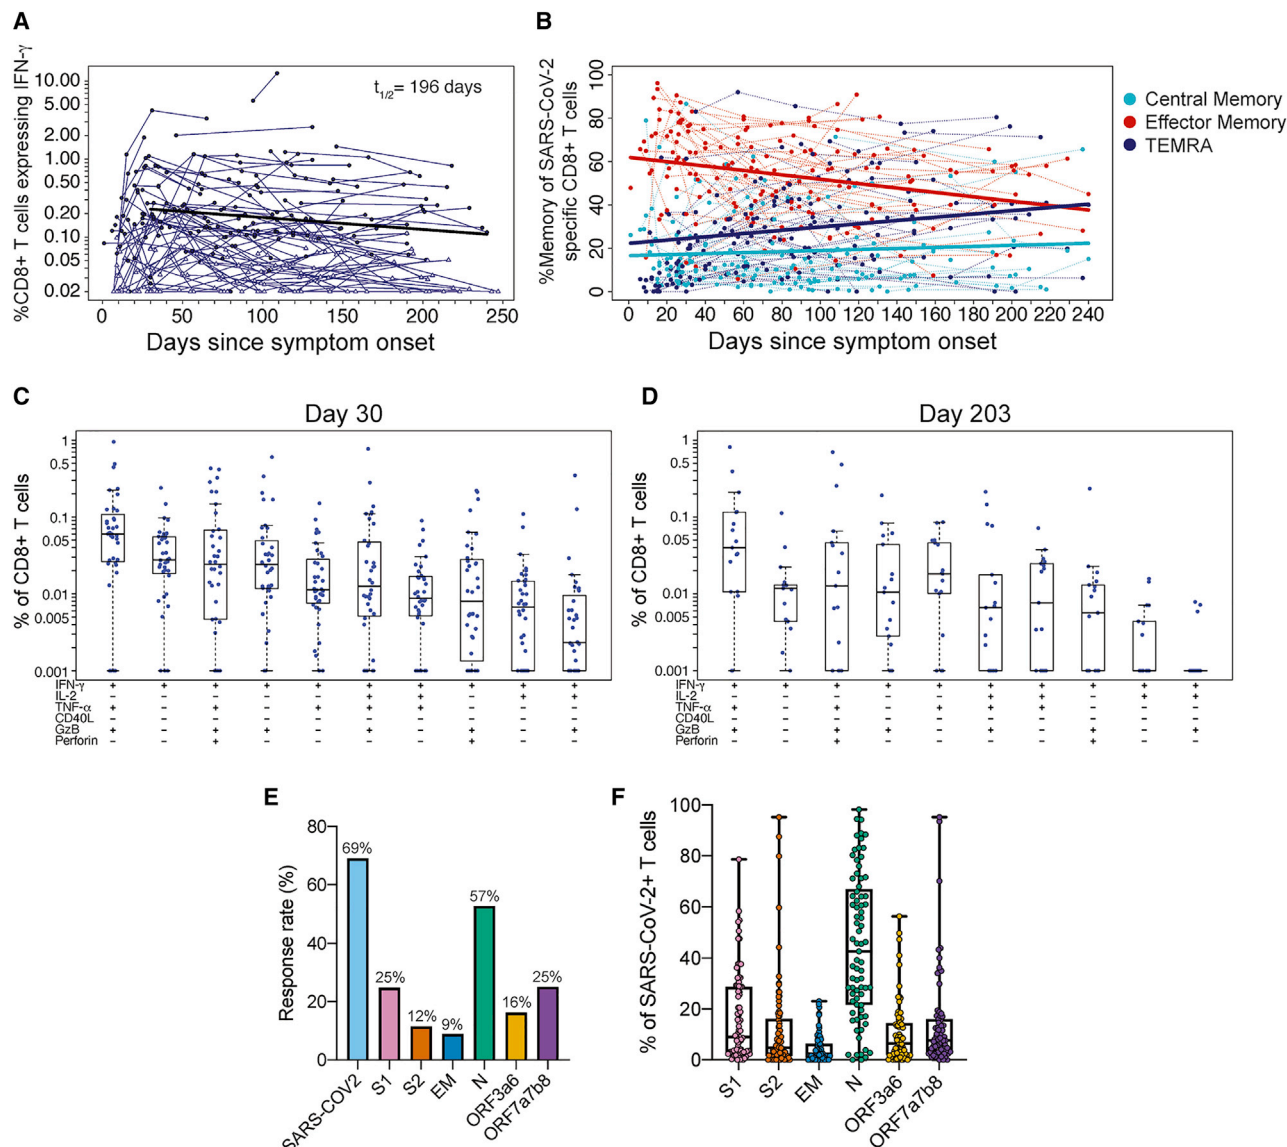 A
%CD8+ T cells expressing IFN-γ
10.00
5.00
2.00
1.00
0.50
0.20
0.10
0.05
0.02
t1/2= 196 days
0 50 100 150 200 250
Days since symptom onset
B
%Memory of SARS-CoV-2
specific CD8+ T cells
100
80
60
40
20
0
0 20 40 60 80 100 120 140 160 180 200 220 240
Days since symptom onset
Central Memory
Effector Memory
TEMRA
C
Day 30
% of CD8+ T cells
1
0.5
0.1
0.05
0.01
0.005
0.001
IFN-γ + + + + + + + + + +
IL-2 - - - - - + + - + +
TNF-α + - + - + + + - - -
CD40L - - - - - - - - - -
GzB + - + + - + - + - +
Perforin - - + - - - - + - -
D
Day 203
% of CD8+ T cells
1
0.5
0.1
0.05
0.01
0.005
0.001
IFN-γ + + + + + + + + + +
IL-2 - - - - - + + - + +
TNF-α + - + - + + + - - -
CD40L - - - - - - - - - -
GzB + - + + - + - + - +
Perforin - - + - - - - + - -
E
Response rate (%)
80
60
40
20
0
69%
25%
12%
9%
57%
16%
25%
SARS-COV2
S1
S2
EM
N
ORF3a6
ORF7a7b8
F
% of SARS-CoV-2+ T cells
100
80
60
40
20
0
S1
S2
EM
N
ORF3a6
ORF7a7b8